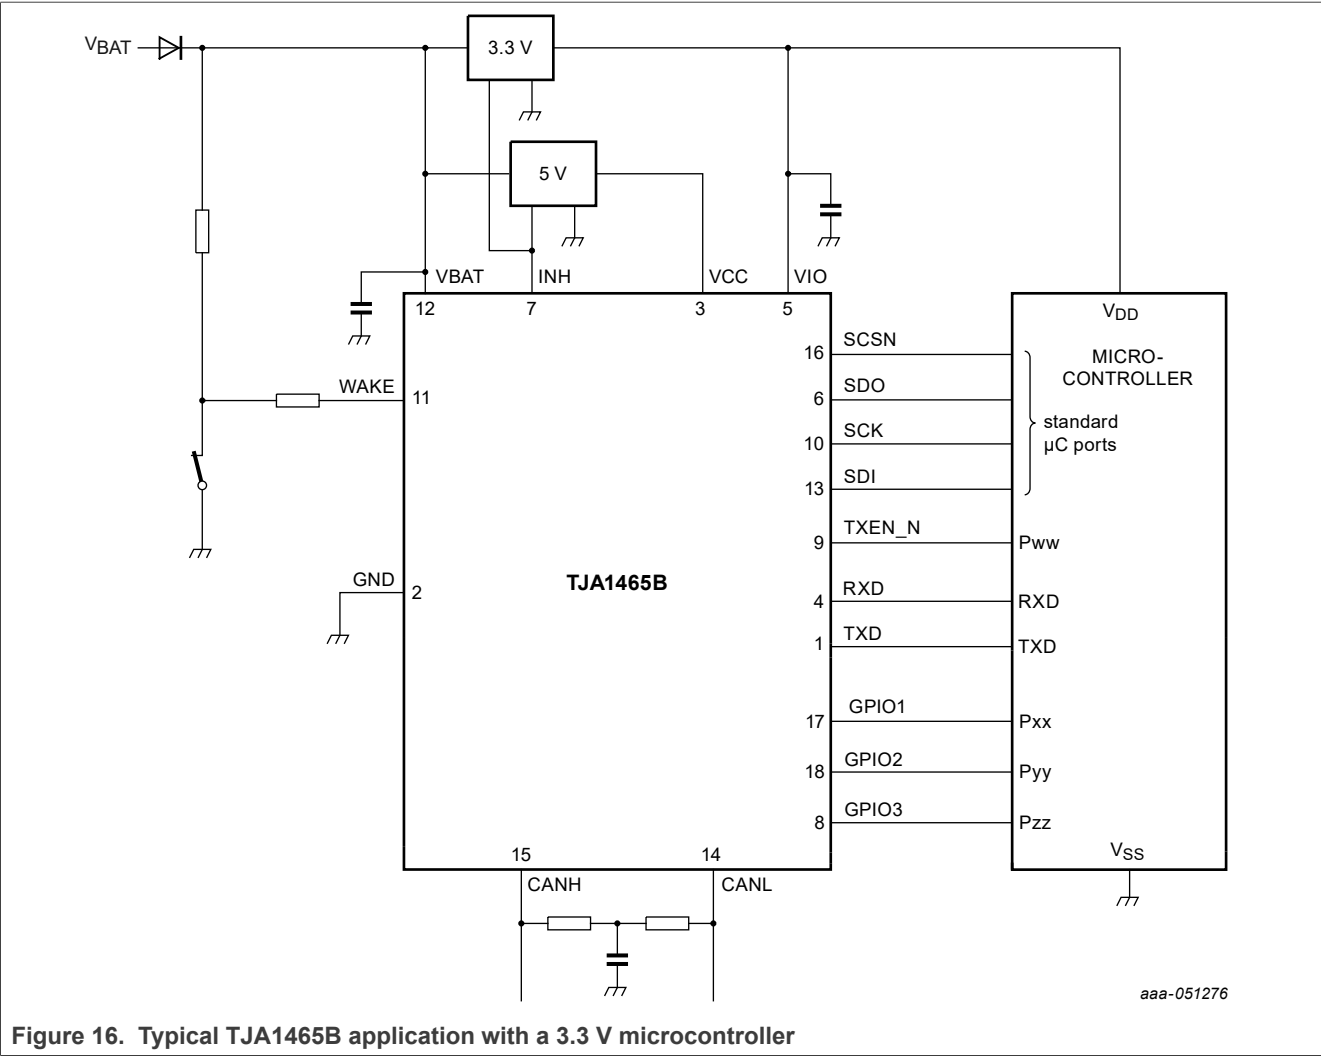 VBAT
3.3 V
5 V
VBAT
INH
VCC
VIO
12
7
3
5
VDD
16
SCSN
MICRO-
CONTROLLER
WAKE
11
6
SDO
standard
µC ports
10
SCK
13
SDI
9
TXEN_N
Pww
GND
2
TJA1465B
4
RXD
RXD
1
TXD
TXD
17
GPIO1
Pxx
18
GPIO2
Pyy
8
GPIO3
Pzz
15
14
VSS
CANH
CANL
aaa-051276
Figure 16. Typical TJA1465B application with a 3.3 V microcontroller